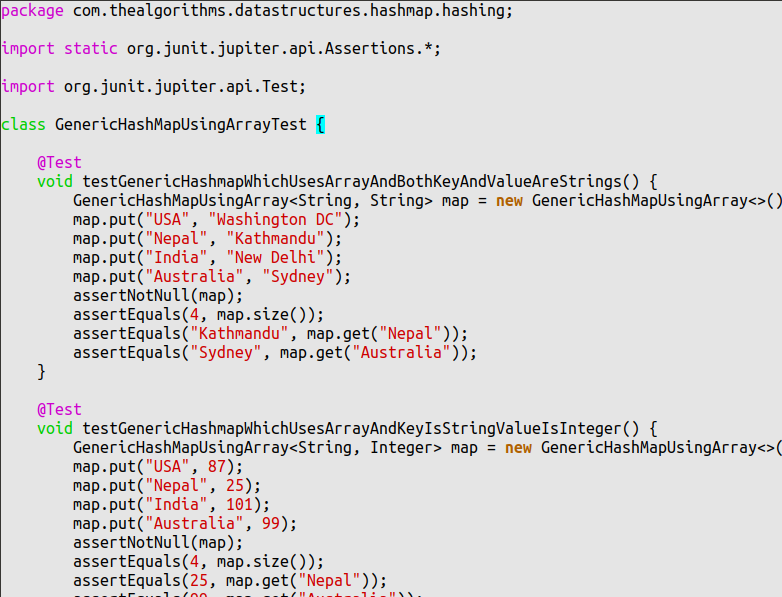 package com.thealgorithms.datastructures.hashmap.hashing;
import static org.junit.jupiter.api.Assertions.*;
import org.junit.jupiter.api.Test;
class GenericHashMapUsingArrayTest {
@Test
void testGenericHashmapWhichUsesArrayAndBothKeyAndValueAreStrings() {
GenericHashMapUsingArray<String, String> map = new GenericHashMapUsingArray<>()
map.put("USA", "Washington DC");
map.put("Nepal", "Kathmandu");
map.put("India", "New Delhi");
map.put("Australia", "Sydney");
assertNotNull(map);
assertEquals(4, map.size());
assertEquals("Kathmandu", map.get("Nepal"));
assertEquals("Sydney", map.get("Australia"));
}
@Test
void testGenericHashmapWhichUsesArrayAndKeyIsStringValueIsInteger() {
GenericHashMapUsingArray<String, Integer> map = new GenericHashMapUsingArray<>(
map.put("USA", 87);
map.put("Nepal", 25);
map.put("India", 101);
map.put("Australia", 99);
assertNotNull(map);
assertEquals(4, map.size());
assertEquals(25, map.get("Nepal"));
assertEquals(99, map.get("Australia"));